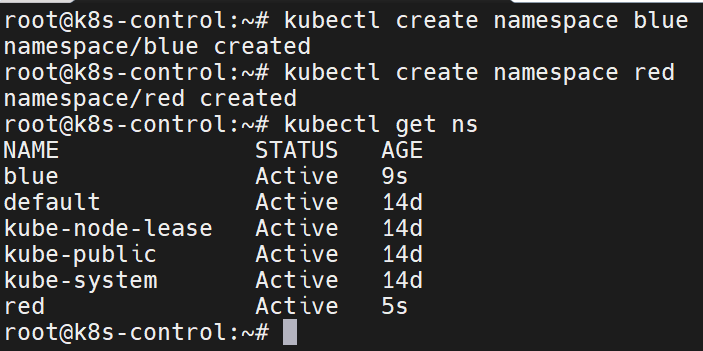 root@k8s-control:~# kubectl create namespace blue
namespace/blue created
root@k8s-control:~# kubectl create namespace red
namespace/red created
root@k8s-control:~# kubectl get ns
NAME              STATUS   AGE
blue              Active   9s
default           Active   14d
kube-node-lease   Active   14d
kube-public       Active   14d
kube-system       Active   14d
red               Active   5s
root@k8s-control:~#